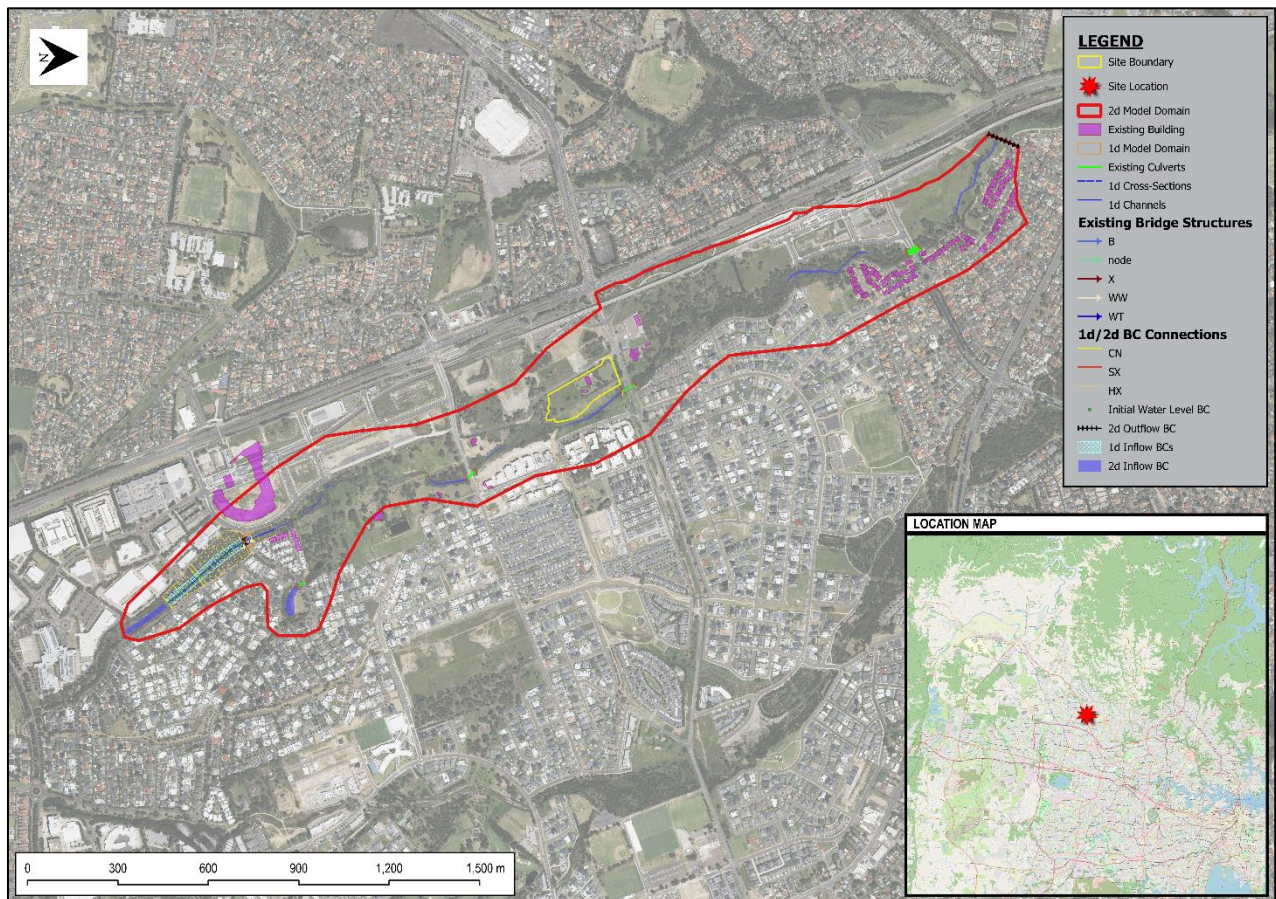 N
LEGEND
Site Boundary
Site Location
2d Model Domain
Existing Building
1d Model Domain
Existing Culverts
1d Cross-Sections
1d Channels
Existing Bridge Structures
B
node
X
WW
WT
1d/2d BC Connections
CN
SX
HX
Initial Water Level BC
2d Outflow BC
1d Inflow BCs
2d Inflow BC
LOCATION MAP
0 300 600 900 1,200 1,500 m